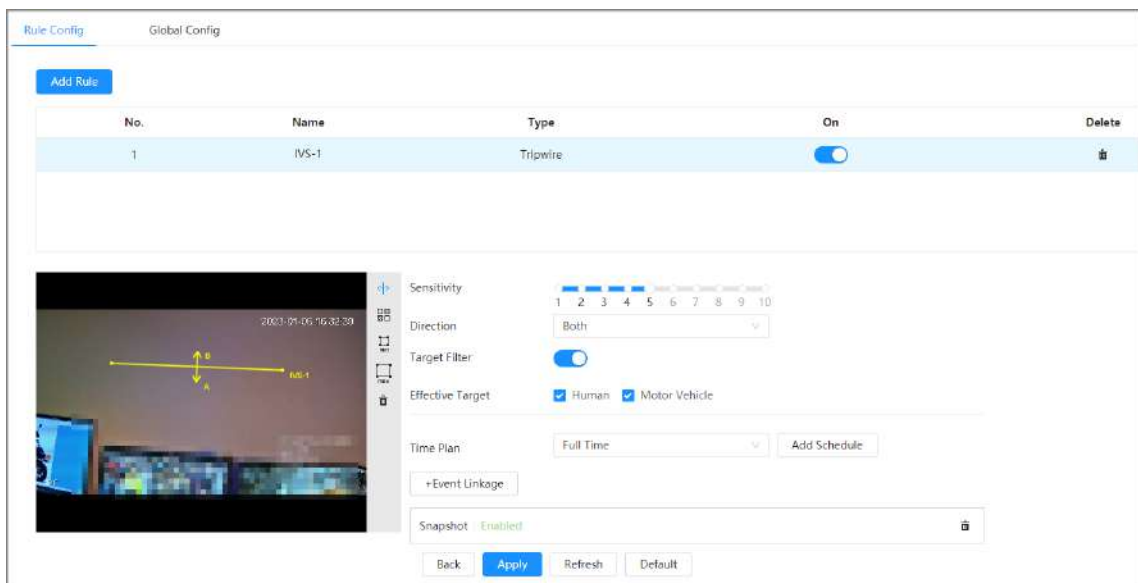 Rule Config Global Config
Add Rule
No. Name Type On Delete
1 IVS-1 Tripwire
2023-01-06 16:32:39
B
A
IVS-1
Sensitivity
1 2 3 4 5 6 7 8 9 10
Direction Both
Target Filter
Effective Target Human Motor Vehicle
Time Plan Full Time Add Schedule
+Event Linkage
Snapshot Enabled
Back Apply Refresh Default